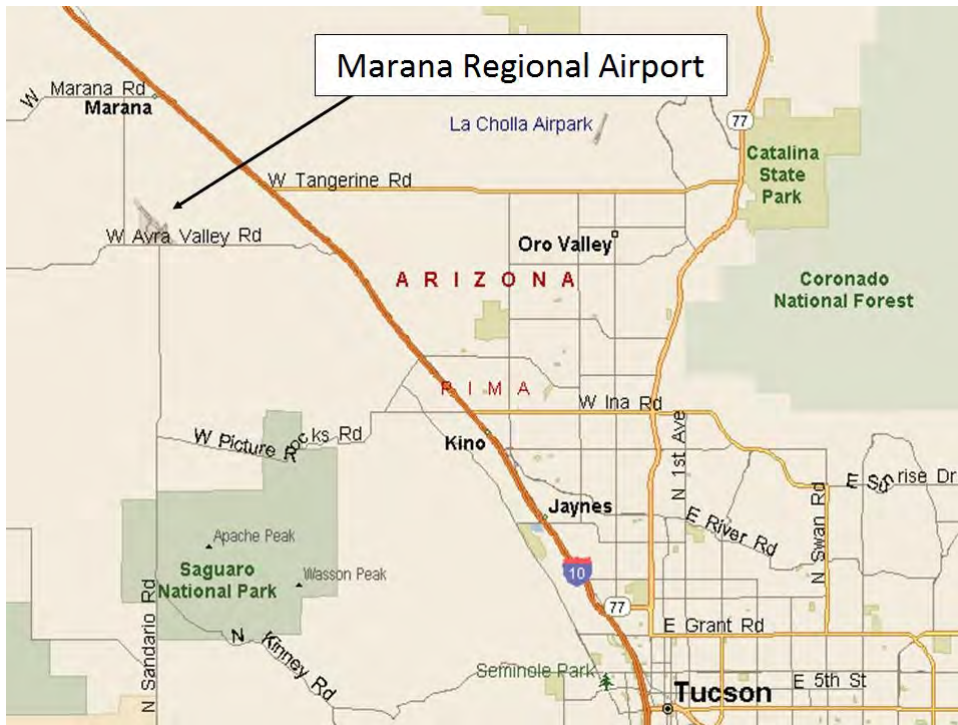 Marana Regional Airport
W Marana Rd
Marana
La Cholla Airpark
77
Catalina
State
Park
W Tangerine Rd
W Avra Valley Rd
Oro Valley
ARIZONA
Coronado
National Forest
PIMA
W Ina Rd
W Picture Rocks Rd
Kino
N 1st Ave
E Sunrise Dr
Jaynes
E River Rd
N Swan Rd
Apache Peak
Saguaro
National Park
Wasson Peak
10
77
N Sandario Rd
N Kinney Rd
E Grant Rd
Seminole Park
Tucson
E 5th St